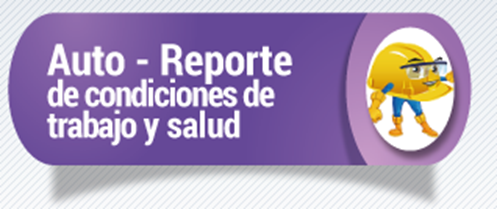 Auto - Reporte
de condiciones de
trabajo y salud